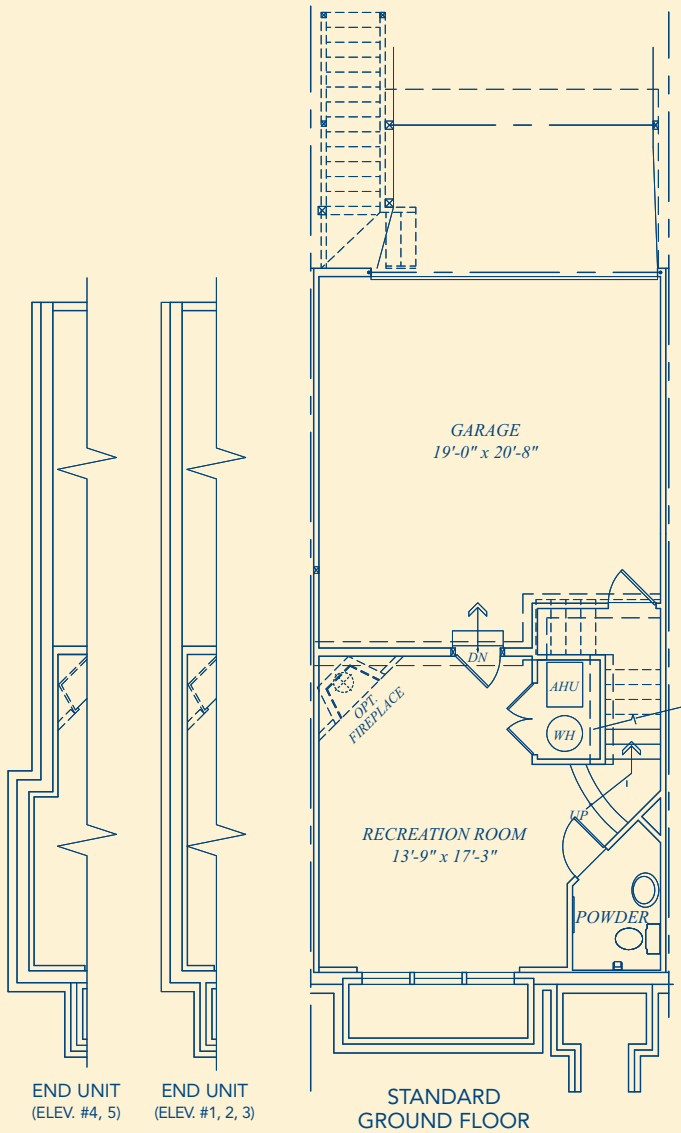 GARAGE
19'-0" x 20'-8"
DN
OPT.
FIREPLACE
AHU
WH
UP
RECREATION ROOM
13'-9" x 17'-3"
POWDER
END UNIT
(ELEV. #4, 5)
END UNIT
(ELEV. #1, 2, 3)
STANDARD
GROUND FLOOR